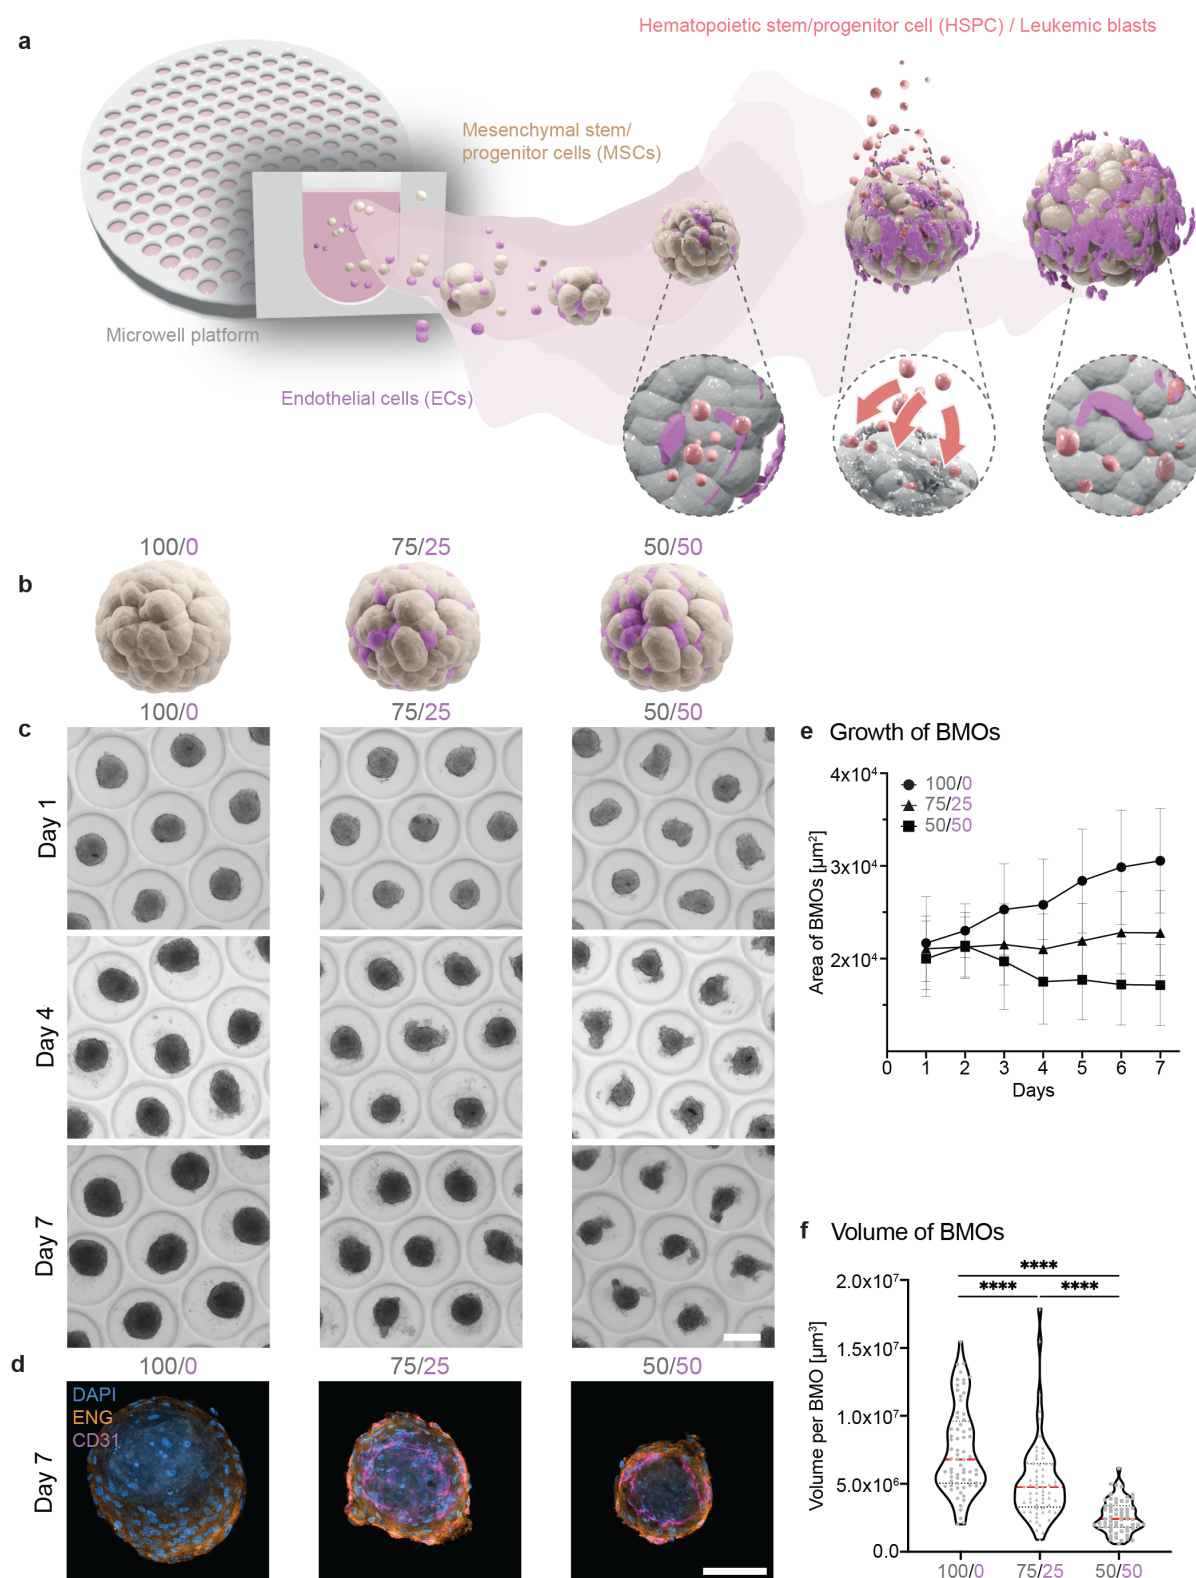 Hematopoietic stem/progenitor cell (HSPC) / Leukemic blasts
a
Mesenchymal stem/
progenitor cells (MSCs)
Microwell platform
Endothelial cells (ECs)
100/0 75/25 50/50
b
100/0 75/25 50/50
c
Day 1
Day 4
Day 7
d
100/0 75/25 50/50
DAPI
ENG
CD31
Day 7
e Growth of BMOs
4x10⁴
3x10⁴
2x10⁴
Area of BMOs [µm²]
100/0
75/25
50/50
0 1 2 3 4 5 6 7
Days
f Volume of BMOs
****
**** ****
2.0x10⁷
1.5x10⁷
1.0x10⁷
5.0x10⁶
0.0
Volume per BMO [µm³]
100/0 75/25 50/50